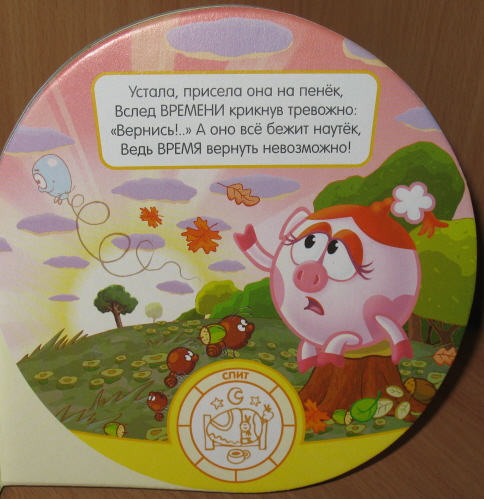 Устала, присела она на пенёк,
Вслед ВРЕМЕНИ крикнув тревожно:
«Вернись!..» А оно всё бежит наутёк,
Ведь ВРЕМЯ вернуть невозможно!
СПИТ